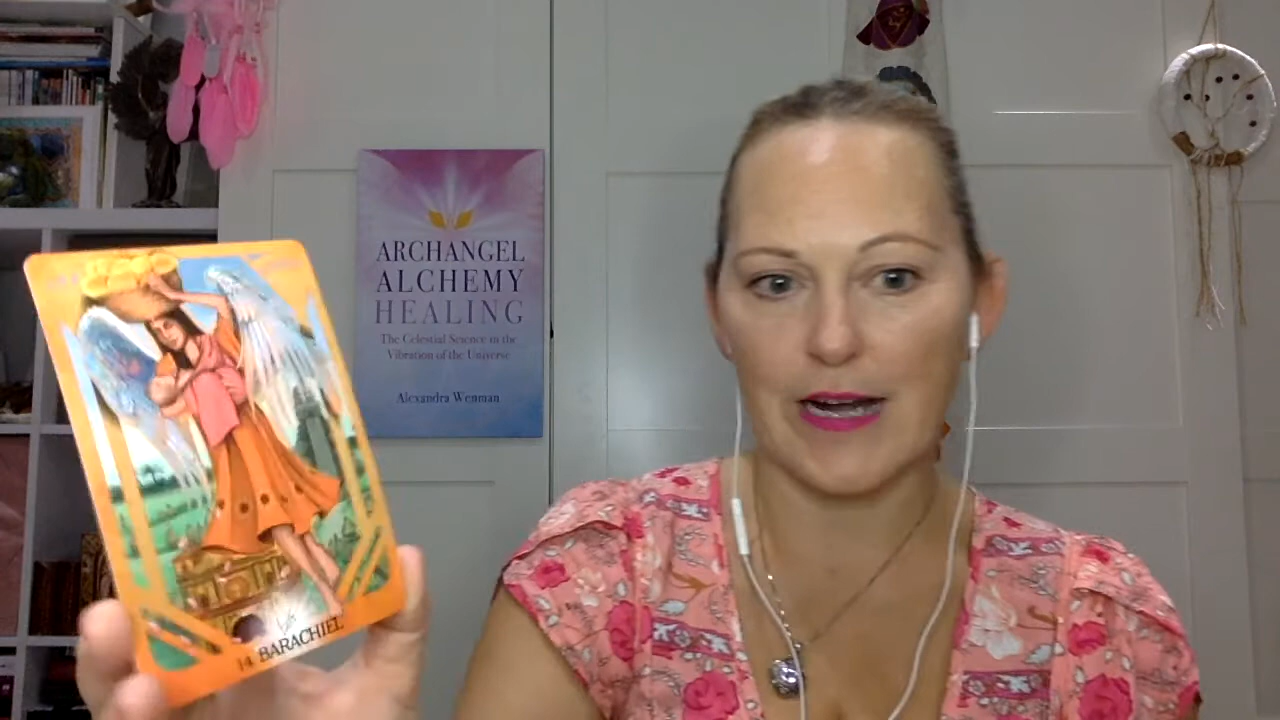 ARCHANGEL
ALCHEMY
HEALING
The Celestial Science in the
Vibration of the Universe
Alexandra Wenman
14 BARACHIEL